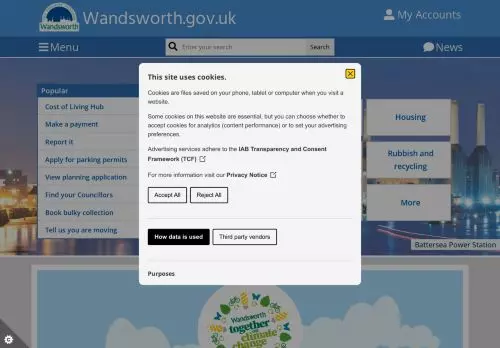 Wandsworth
Wandsworth.gov.uk
My Accounts
Menu
Enter your search
Search
News
Popular
Cost of Living Hub
Make a payment
Report it
Apply for parking permits
View planning application
Find your Councillors
Book bulky collection
Tell us you are moving
This site uses cookies.
Cookies are files saved on your phone, tablet or computer when you visit a
website.
Some cookies on this website are essential, but you can choose whether to
accept cookies for analytics (content performance) or to set your advertising
preferences.
Advertising services adhere to the IAB Transparency and Consent
Framework (TCF)
For more information visit our Privacy Notice
Accept All
Reject All
How data is used
Third party vendors
Purposes
Housing
Rubbish and
recycling
More
Battersea Power Station
Wandsworth
together
climate
change